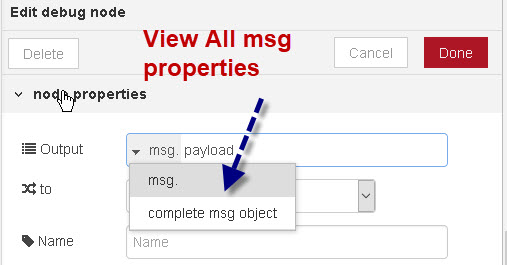 Edit debug node
View All msg
properties
Delete
Cancel
Done
node properties
Output
msg. payload
msg.
to
complete msg object
Name
Name